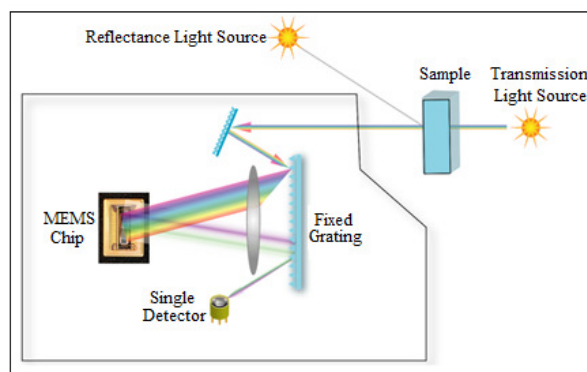 Reflectance Light Source
Sample
Transmission
Light Source
MEMS
Chip
Fixed
Grating
Single
Detector